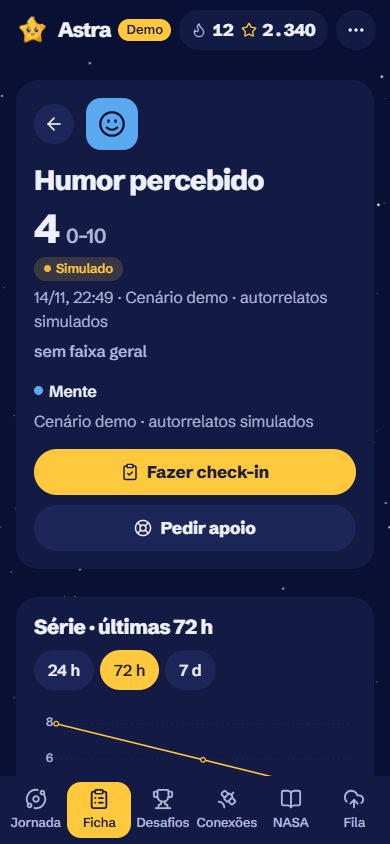 Astra Demo 12 2.340
Humor percebido
4 0–10
Simulado
14/11, 22:49 · Cenário demo · autorrelatos
simulados
sem faixa geral
Mente
Cenário demo · autorrelatos simulados
Fazer check-in
Pedir apoio
Série · últimas 72 h
24 h 72 h 7 d
8
6
Jornada Ficha Desafios Conexões NASA Fila